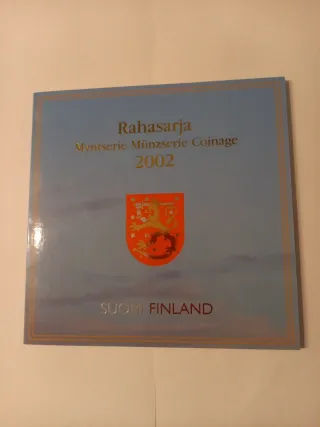 Rahasarja
Myntserie Münzserie Coinage
2002
SUOMI FINLAND